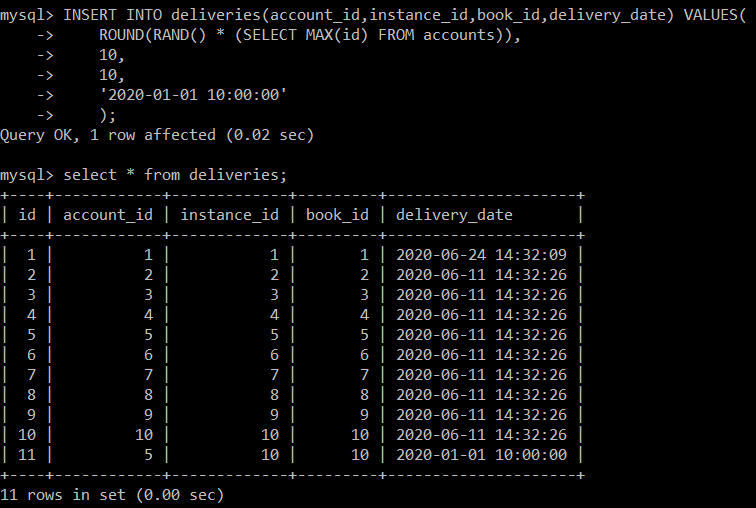 mysql> INSERT INTO deliveries(account_id,instance_id,book_id,delivery_date) VALUES(
    ->     ROUND(RAND() * (SELECT MAX(id) FROM accounts)),
    ->     10,
    ->     10,
    ->     '2020-01-01 10:00:00'
    ->     );
Query OK, 1 row affected (0.02 sec)

mysql> select * from deliveries;
+----+------------+-------------+---------+---------------------+
| id | account_id | instance_id | book_id | delivery_date       |
+----+------------+-------------+---------+---------------------+
|  1 |          1 |           1 |       1 | 2020-06-24 14:32:09 |
|  2 |          2 |           2 |       2 | 2020-06-11 14:32:26 |
|  3 |          3 |           3 |       3 | 2020-06-11 14:32:26 |
|  4 |          4 |           4 |       4 | 2020-06-11 14:32:26 |
|  5 |          5 |           5 |       5 | 2020-06-11 14:32:26 |
|  6 |          6 |           6 |       6 | 2020-06-11 14:32:26 |
|  7 |          7 |           7 |       7 | 2020-06-11 14:32:26 |
|  8 |          8 |           8 |       8 | 2020-06-11 14:32:26 |
|  9 |          9 |           9 |       9 | 2020-06-11 14:32:26 |
| 10 |         10 |          10 |      10 | 2020-06-11 14:32:26 |
| 11 |          5 |          10 |      10 | 2020-01-01 10:00:00 |
+----+------------+-------------+---------+---------------------+
11 rows in set (0.00 sec)